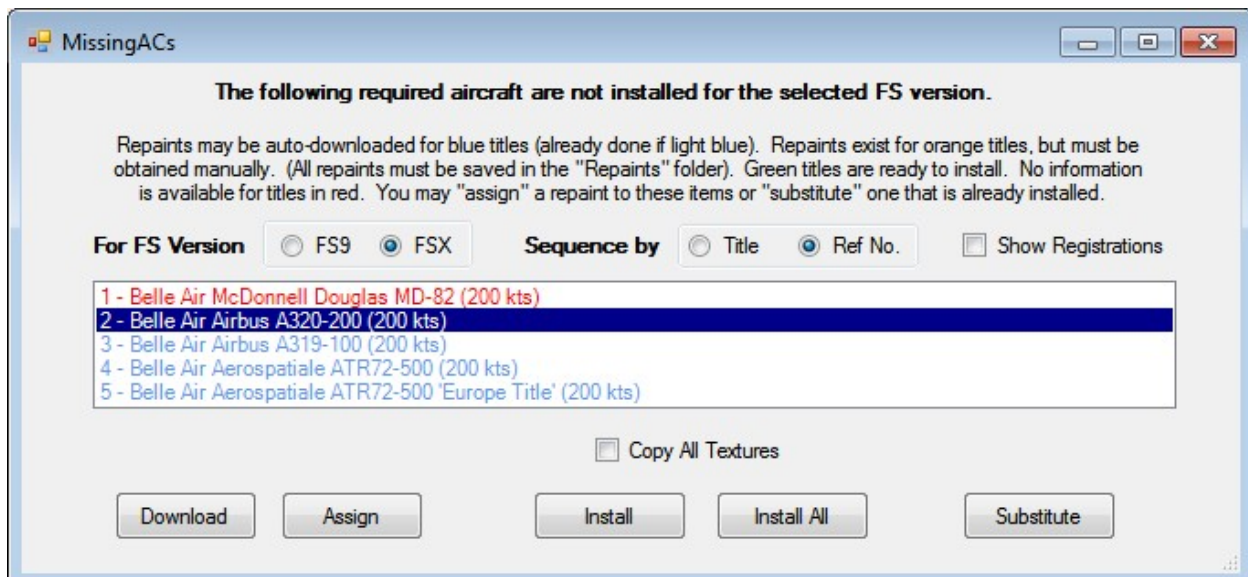 MissingACs
The following required aircraft are not installed for the selected FS version.
Repaints may be auto-downloaded for blue titles (already done if light blue). Repaints exist for orange titles, but must be
obtained manually. (All repaints must be saved in the "Repaints" folder). Green titles are ready to install. No information
is available for titles in red. You may "assign" a repaint to these items or "substitute" one that is already installed.
For FS Version FS9 FSX Sequence by Title Ref No. Show Registrations
1 - Belle Air McDonnell Douglas MD-82 (200 kts)
2 - Belle Air Airbus A320-200 (200 kts)
3 - Belle Air Airbus A319-100 (200 kts)
4 - Belle Air Aerospatiale ATR72-500 (200 kts)
5 - Belle Air Aerospatiale ATR72-500 'Europe Title' (200 kts)
Copy All Textures
Download Assign Install Install All Substitute